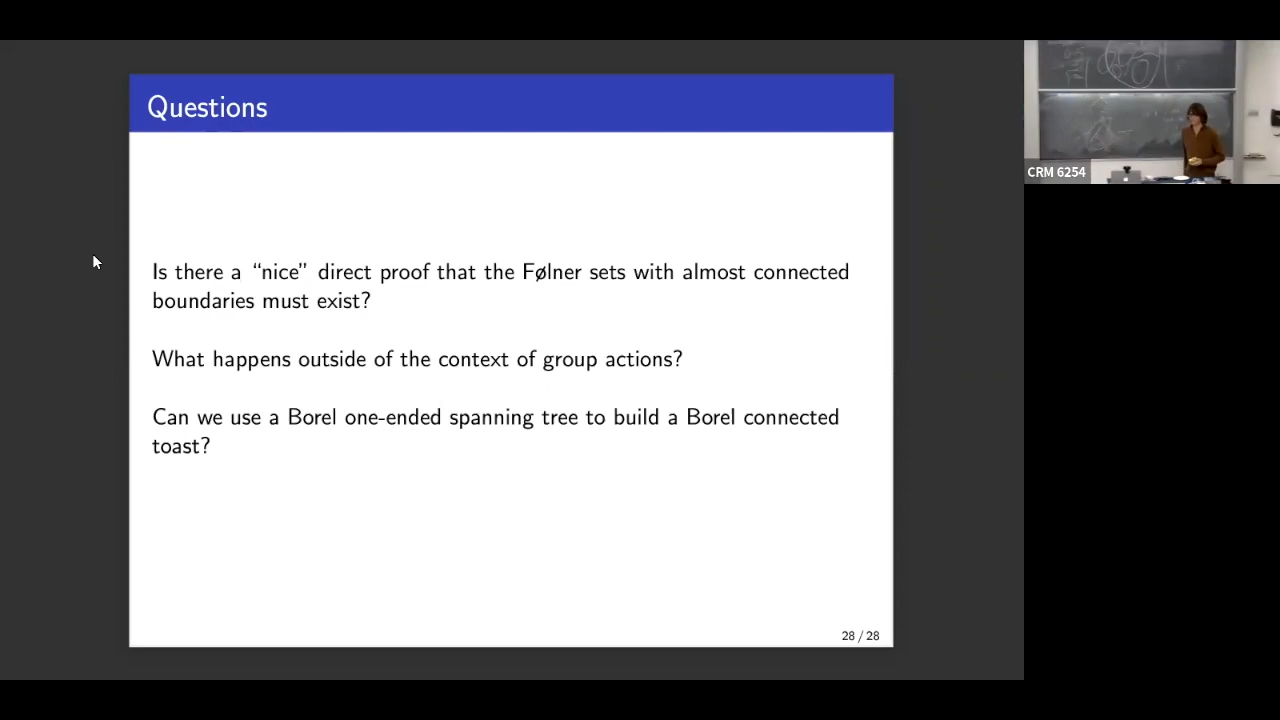 Questions
Is there a “nice” direct proof that the Følner sets with almost connected
boundaries must exist?
What happens outside of the context of group actions?
Can we use a Borel one-ended spanning tree to build a Borel connected
toast?
28 / 28
CRM 6254